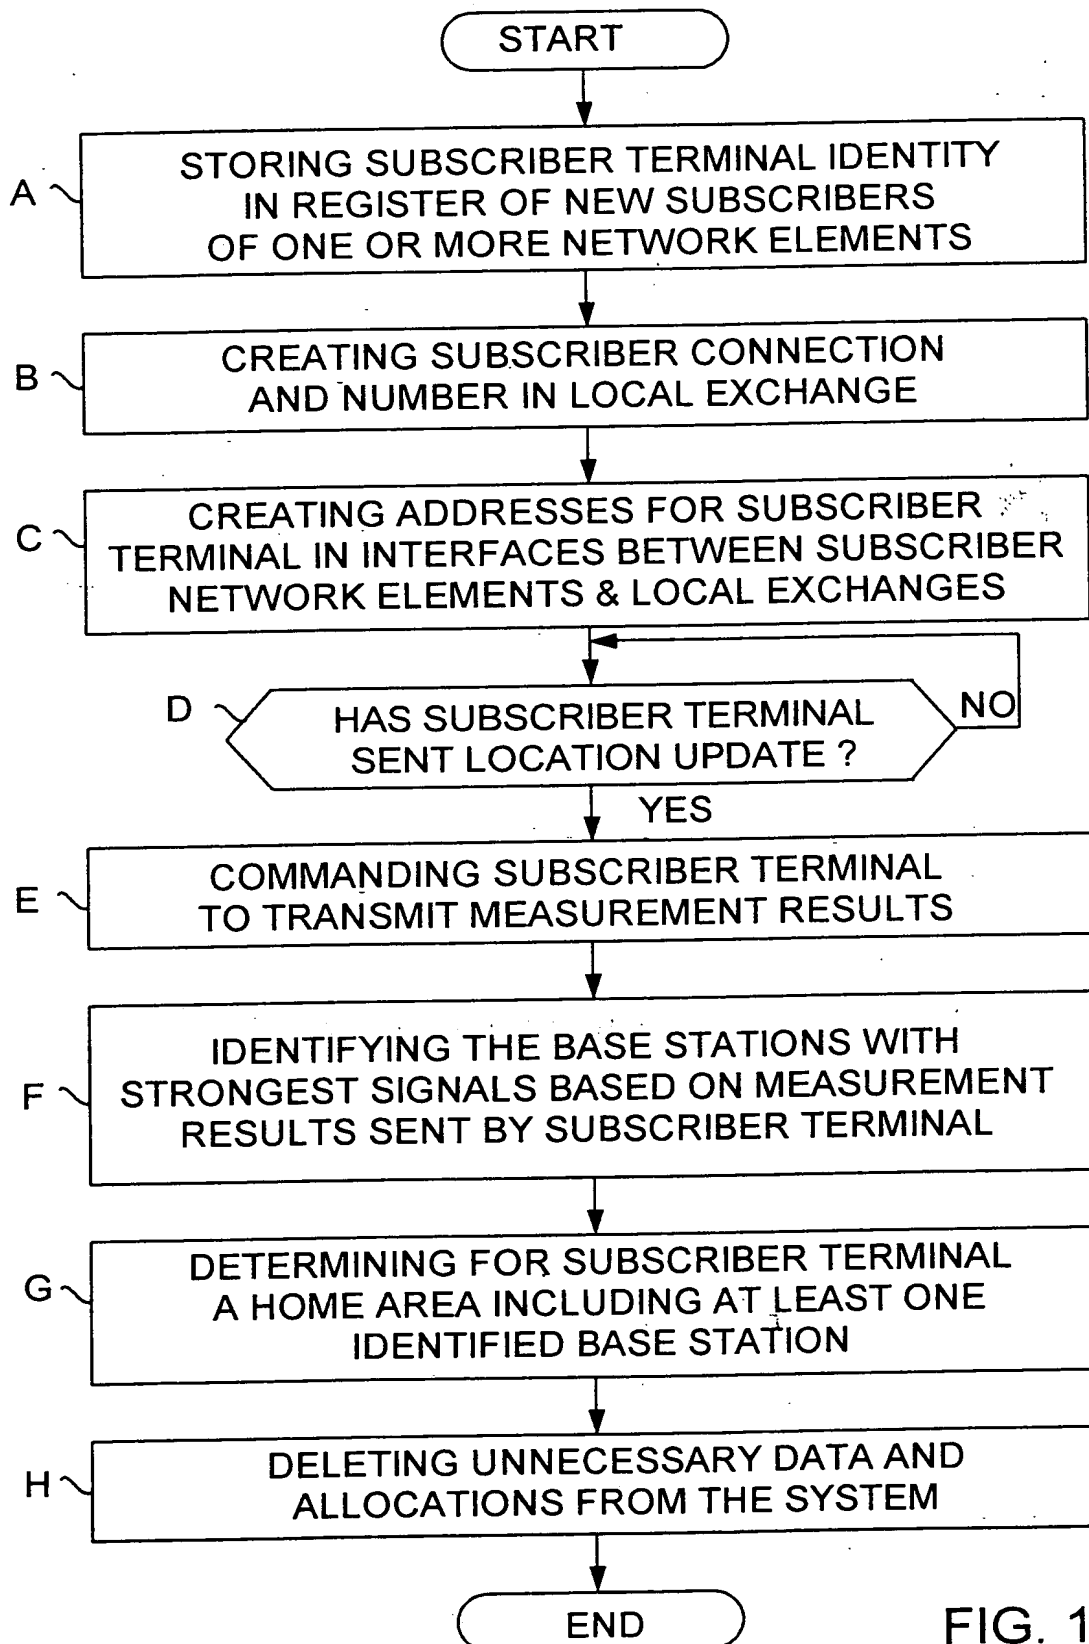 START
A
STORING SUBSCRIBER TERMINAL IDENTITY
IN REGISTER OF NEW SUBSCRIBERS
OF ONE OR MORE NETWORK ELEMENTS
B
CREATING SUBSCRIBER CONNECTION
AND NUMBER IN LOCAL EXCHANGE
C
CREATING ADDRESSES FOR SUBSCRIBER
TERMINAL IN INTERFACES BETWEEN SUBSCRIBER
NETWORK ELEMENTS & LOCAL EXCHANGES
D
HAS SUBSCRIBER TERMINAL
SENT LOCATION UPDATE ?
NO
YES
E
COMMANDING SUBSCRIBER TERMINAL
TO TRANSMIT MEASUREMENT RESULTS
F
IDENTIFYING THE BASE STATIONS WITH
STRONGEST SIGNALS BASED ON MEASUREMENT
RESULTS SENT BY SUBSCRIBER TERMINAL
G
DETERMINING FOR SUBSCRIBER TERMINAL
A HOME AREA INCLUDING AT LEAST ONE
IDENTIFIED BASE STATION
H
DELETING UNNECESSARY DATA AND
ALLOCATIONS FROM THE SYSTEM
END
FIG. 1